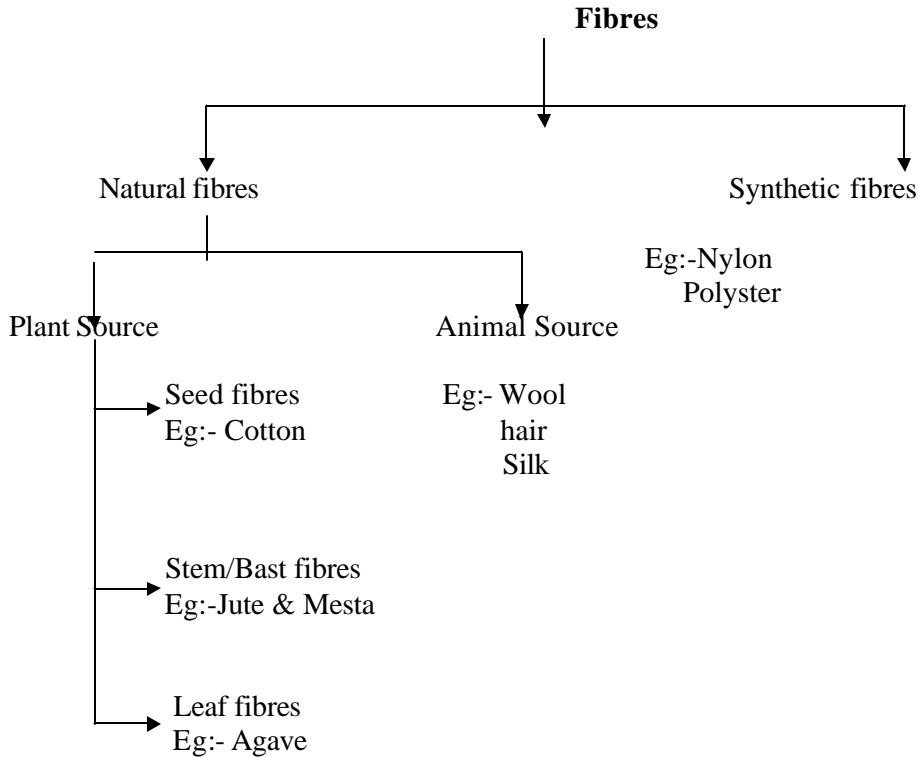 Fibres
Natural fibres
Synthetic fibres
Eg:-Nylon
Polyster
Plant Source
Animal Source
Seed fibres
Eg:- Cotton
Eg:- Wool
hair
Silk
Stem/Bast fibres
Eg:-Jute & Mesta
Leaf fibres
Eg:- Agave